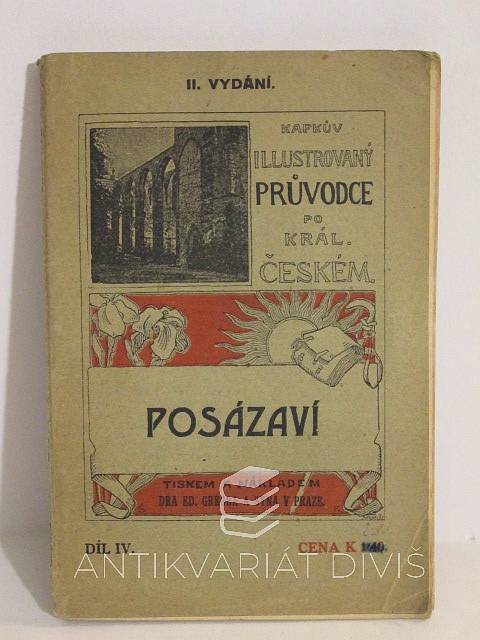 II. VYDÁNÍ.
KAFKŮV
ILLUSTROVANÝ
PRŮVODCE
PO
KRÁL.
ČESKÉM.
POSÁZAVÍ
TISKEM A NÁKLADEM
DRA ED. GRÉGRA A SYNA V PRAZE.
DÍL IV.
CENA K
ANTIKVARIÁT DIVIŠ